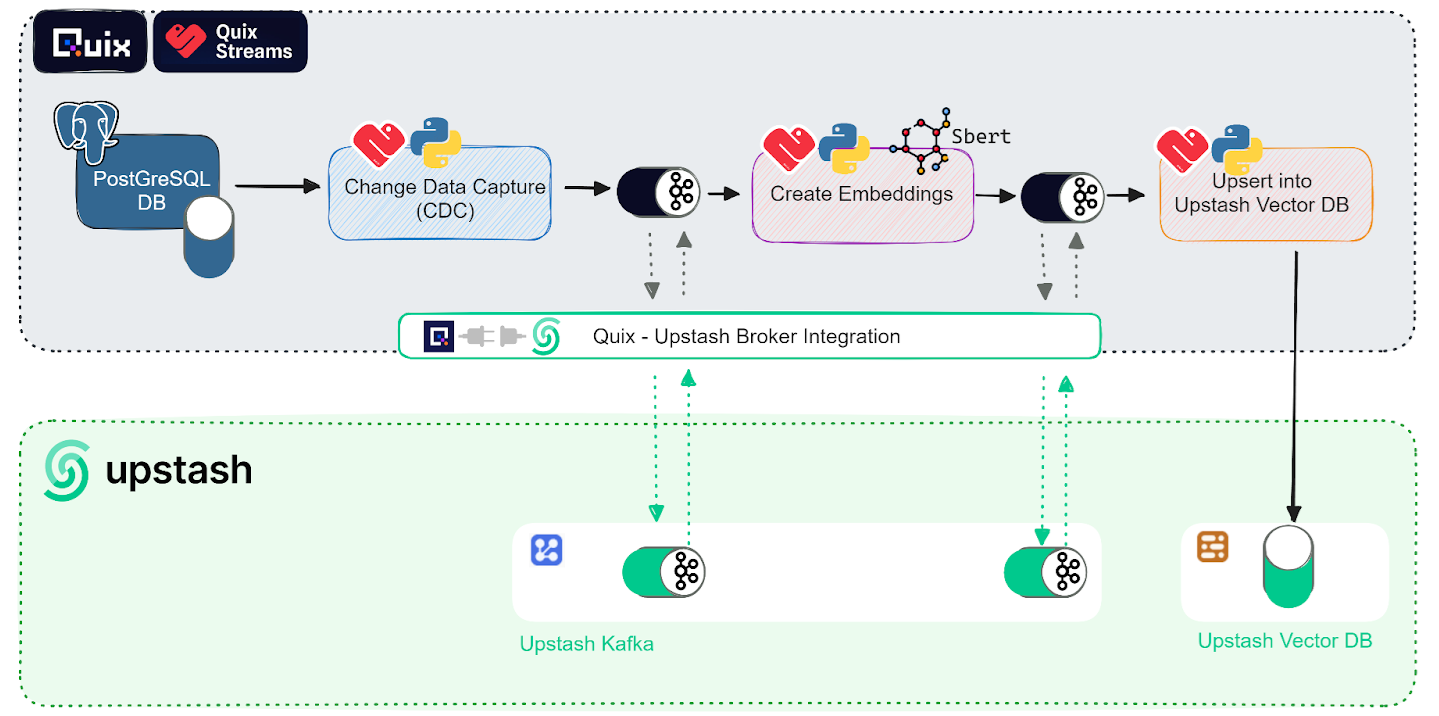 Quix
Quix
Streams
PostGreSQL
DB
Change Data Capture
(CDC)
Sbert
Create Embeddings
Upsert into
Upstash Vector DB
Quix - Upstash Broker Integration
upstash
Upstash Kafka
Upstash Vector DB